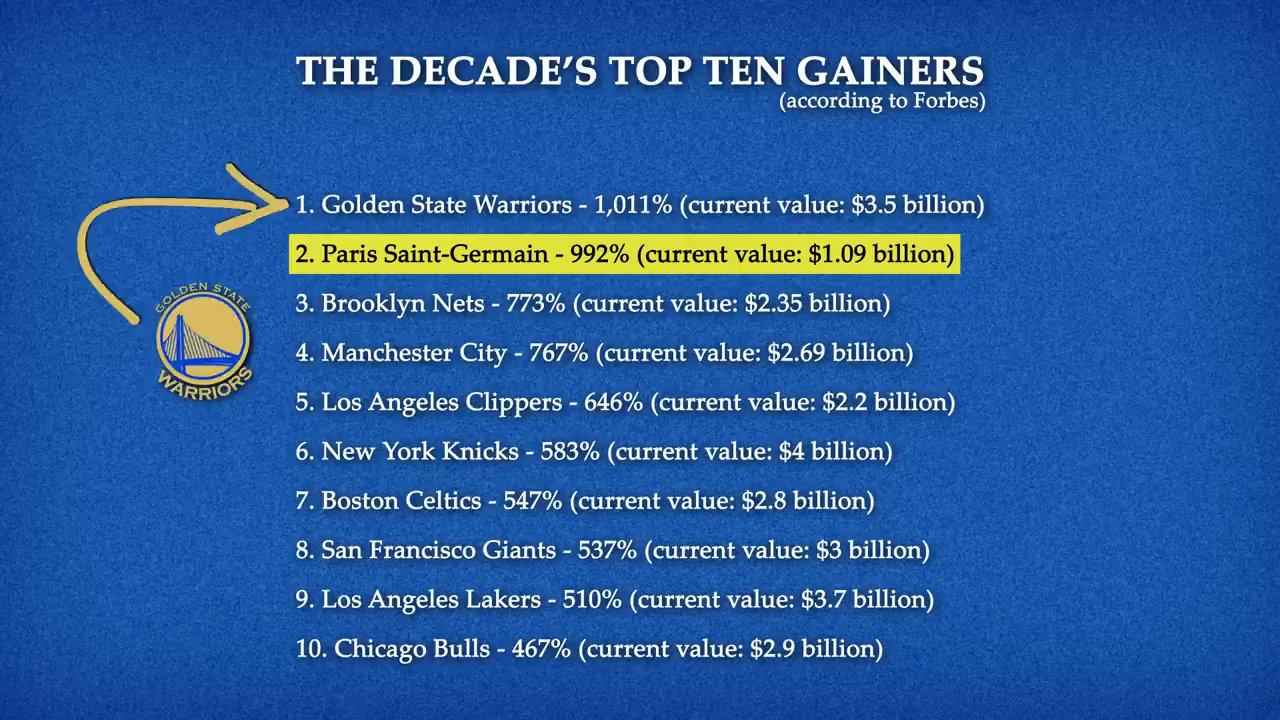 THE DECADE'S TOP TEN GAINERS
(according to Forbes)
1. Golden State Warriors - 1,011% (current value: $3.5 billion)
2. Paris Saint-Germain - 992% (current value: $1.09 billion)
3. Brooklyn Nets - 773% (current value: $2.35 billion)
GOLDEN STATE
WARRIORS
4. Manchester City - 767% (current value: $2.69 billion)
5. Los Angeles Clippers - 646% (current value: $2.2 billion)
6. New York Knicks - 583% (current value: $4 billion)
7. Boston Celtics - 547% (current value: $2.8 billion)
8. San Francisco Giants - 537% (current value: $3 billion)
9. Los Angeles Lakers - 510% (current value: $3.7 billion)
10. Chicago Bulls - 467% (current value: $2.9 billion)